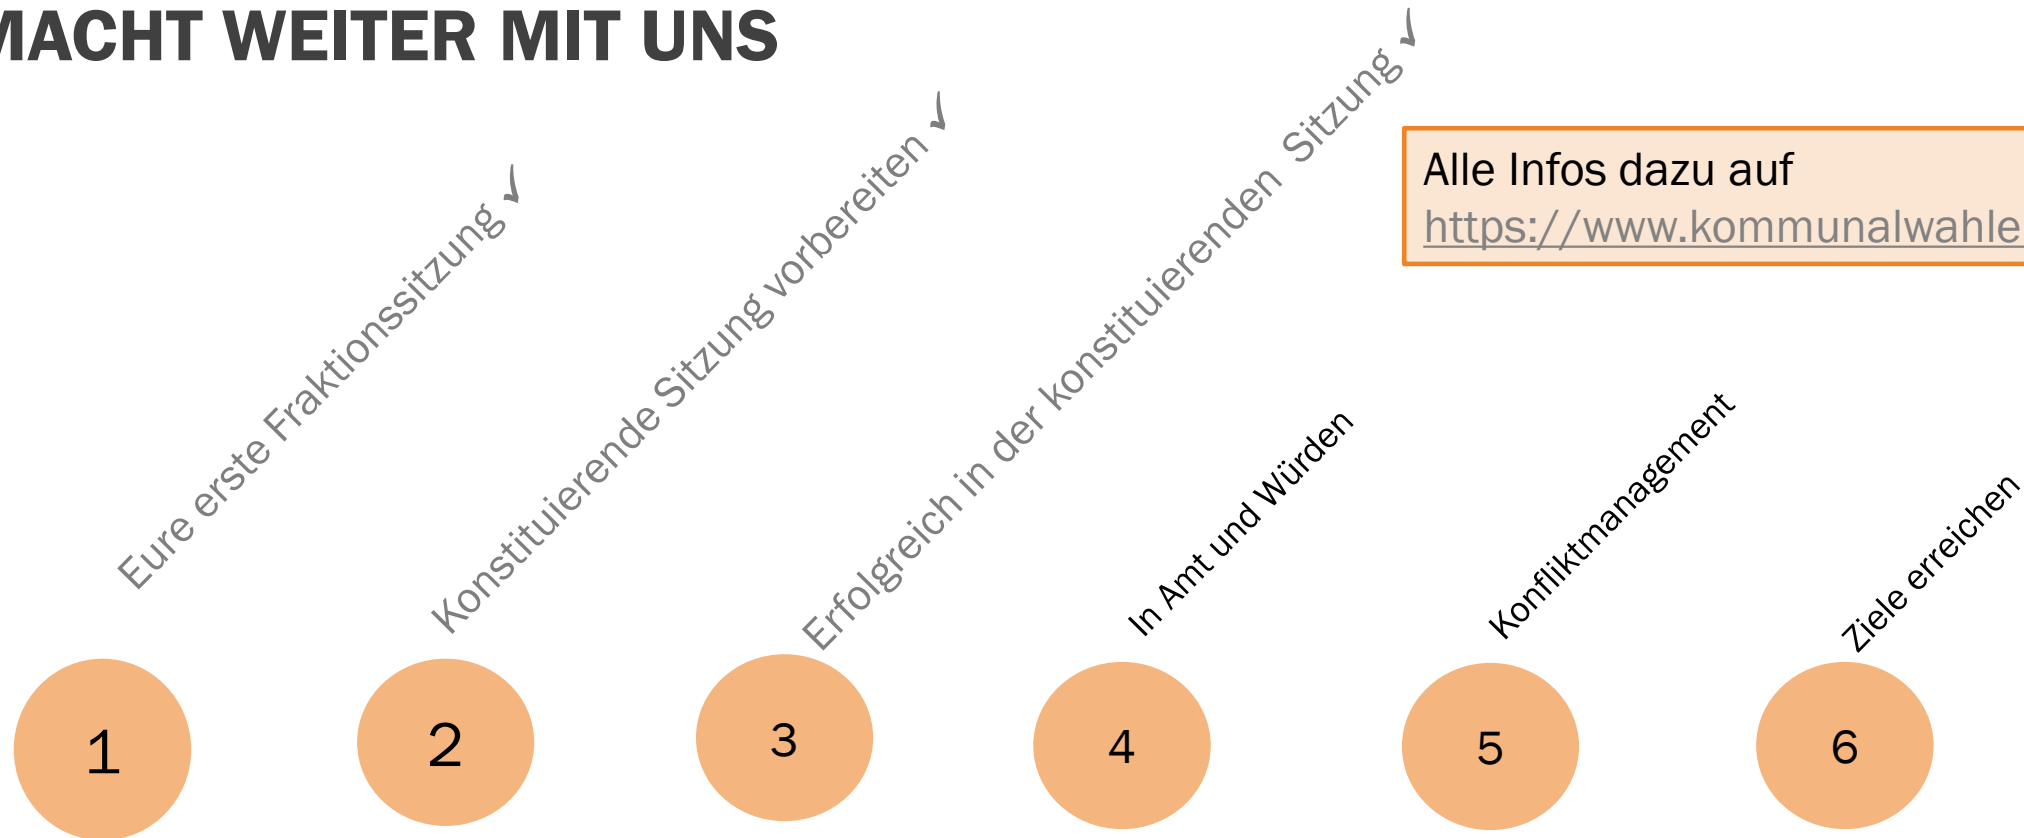 MACHT WEITER MIT UNS
Eure erste Fraktionssitzung ✓
Konstituierende Sitzung vorbereiten ✓
Erfolgreich in der konstituierenden Sitzung ✓
Alle Infos dazu auf
https://www.kommunalwahle
In Amt und Würden
Konfliktmanagement
Ziele erreichen
1
2
3
4
5
6